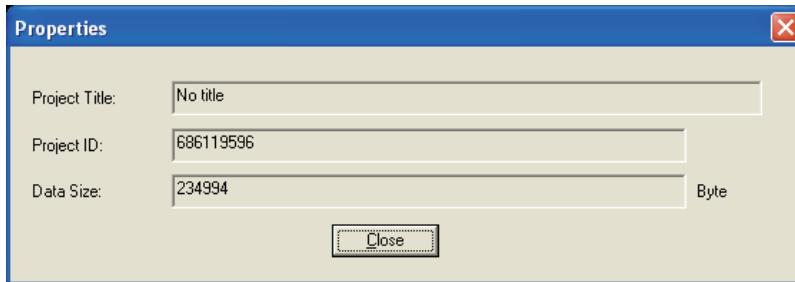 Properties
Project Title: No title
Project ID: 686119596
Data Size: 234994 Byte
Close